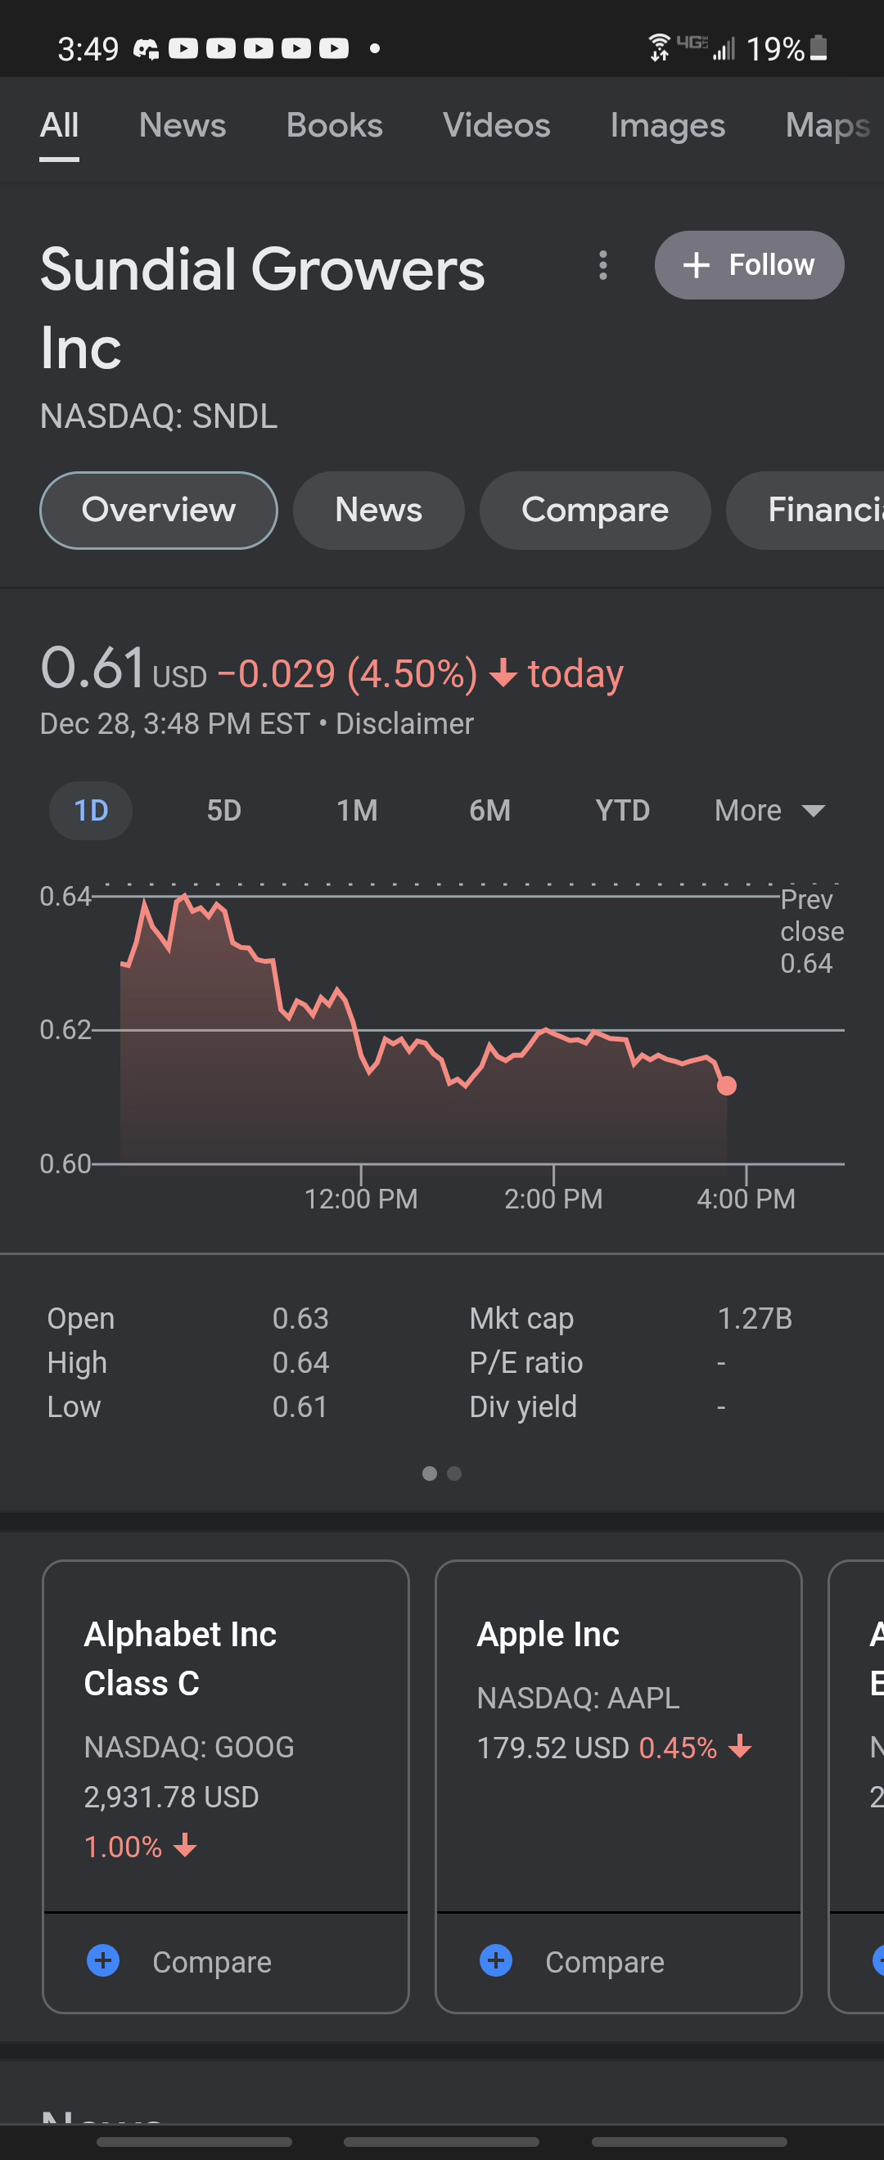 3:49 19%
All News Books Videos Images Maps
Sundial Growers
Inc
+ Follow
NASDAQ: SNDL
Overview News Compare
0.61 USD −0.029 (4.50%) ↓ today
Dec 28, 3:48 PM EST • Disclaimer
1D 5D 1M 6M YTD More
0.64
Prev
close
0.64
0.62
0.60
12:00 PM 2:00 PM 4:00 PM
Open 0.63 Mkt cap 1.27B
High 0.64 P/E ratio -
Low 0.61 Div yield -
Alphabet Inc
Class C
NASDAQ: GOOG
2,931.78 USD
1.00% ↓
Compare
Apple Inc
NASDAQ: AAPL
179.52 USD 0.45% ↓
Compare